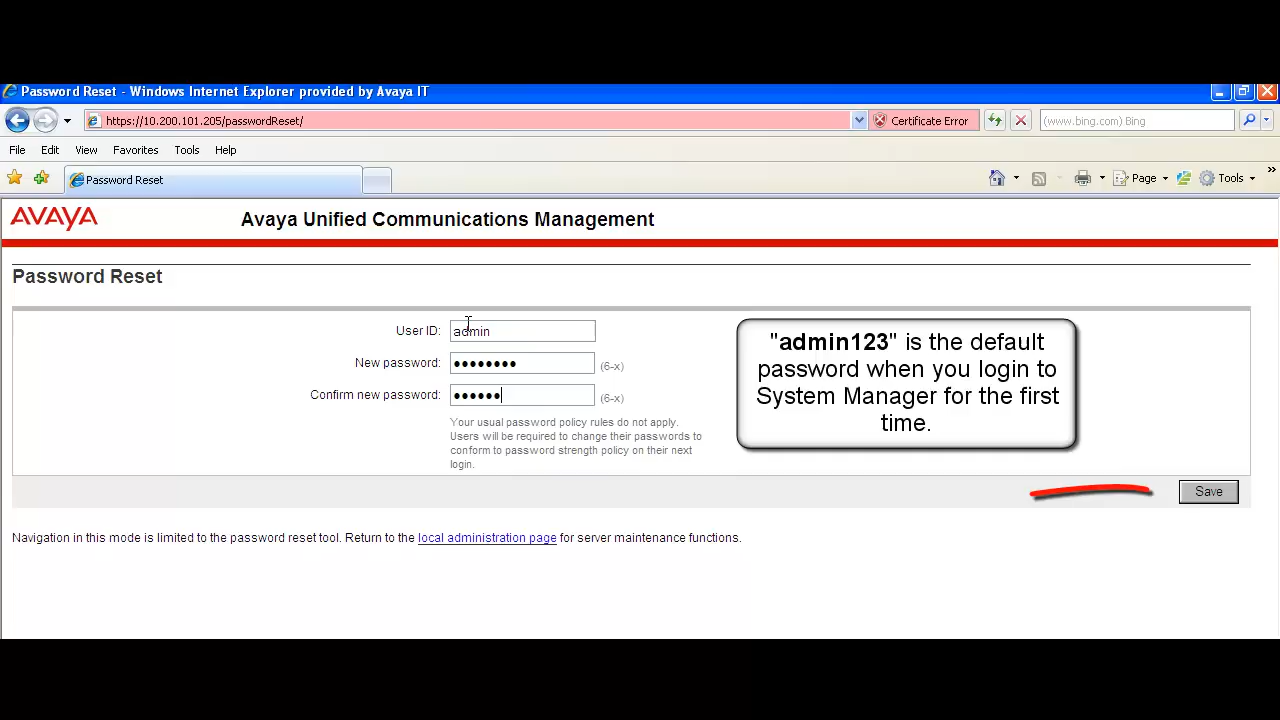 Password Reset - Windows Internet Explorer provided by Avaya IT
https://10.200.101.205/passwordReset/
Certificate Error
(www.bing.com) Bing
File Edit View Favorites Tools Help
Password Reset
Page
Tools
»
AVAYA
Avaya Unified Communications Management
Password Reset
User ID: admin
New password: ●●●●●●●● (6-x)
Confirm new password: ●●●●●● (6-x)
Your usual password policy rules do not apply.
Users will be required to change their passwords to
conform to password strength policy on their next
login.
"admin123" is the default
password when you login to
System Manager for the first
time.
Save
Navigation in this mode is limited to the password reset tool. Return to the local administration page for server maintenance functions.